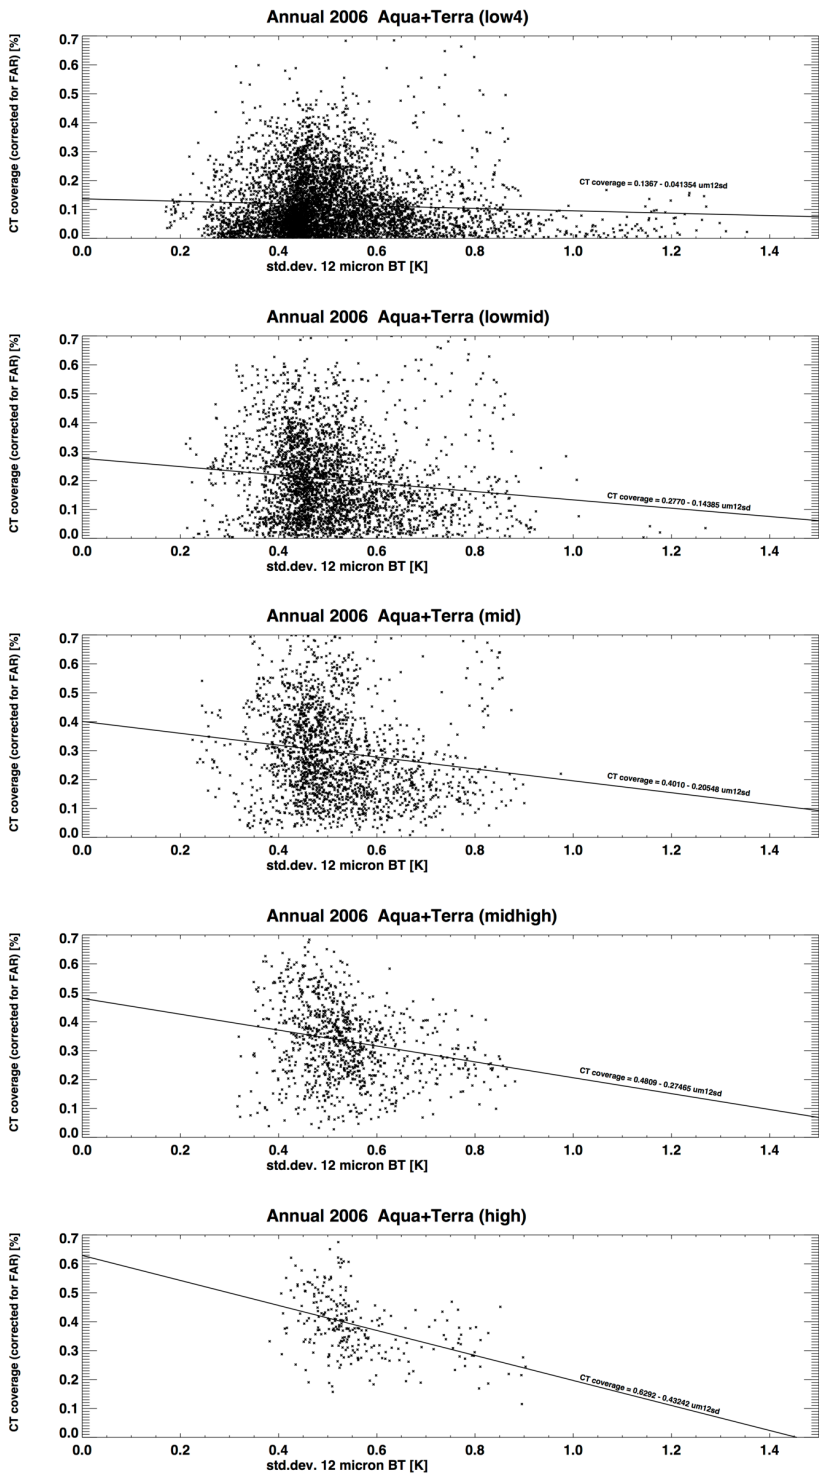 Annual 2006 Aqua+Terra (low4)
CT coverage (corrected for FAR) [%]
0.7
0.6
0.5
0.4
0.3
0.2
0.1
0.0
CT coverage = 0.1367 - 0.041354 um12sd
0.0 0.2 0.4 0.6 0.8 1.0 1.2 1.4
std.dev. 12 micron BT [K]
Annual 2006 Aqua+Terra (lowmid)
CT coverage (corrected for FAR) [%]
0.7
0.6
0.5
0.4
0.3
0.2
0.1
0.0
CT coverage = 0.2770 - 0.14385 um12sd
0.0 0.2 0.4 0.6 0.8 1.0 1.2 1.4
std.dev. 12 micron BT [K]
Annual 2006 Aqua+Terra (mid)
CT coverage (corrected for FAR) [%]
0.7
0.6
0.5
0.4
0.3
0.2
0.1
0.0
CT coverage = 0.4010 - 0.20548 um12sd
0.0 0.2 0.4 0.6 0.8 1.0 1.2 1.4
std.dev. 12 micron BT [K]
Annual 2006 Aqua+Terra (midhigh)
CT coverage (corrected for FAR) [%]
0.7
0.6
0.5
0.4
0.3
0.2
0.1
0.0
CT coverage = 0.4809 - 0.27465 um12sd
0.0 0.2 0.4 0.6 0.8 1.0 1.2 1.4
std.dev. 12 micron BT [K]
Annual 2006 Aqua+Terra (high)
CT coverage (corrected for FAR) [%]
0.7
0.6
0.5
0.4
0.3
0.2
0.1
0.0
CT coverage = 0.6292 - 0.43242 um12sd
0.0 0.2 0.4 0.6 0.8 1.0 1.2 1.4
std.dev. 12 micron BT [K]